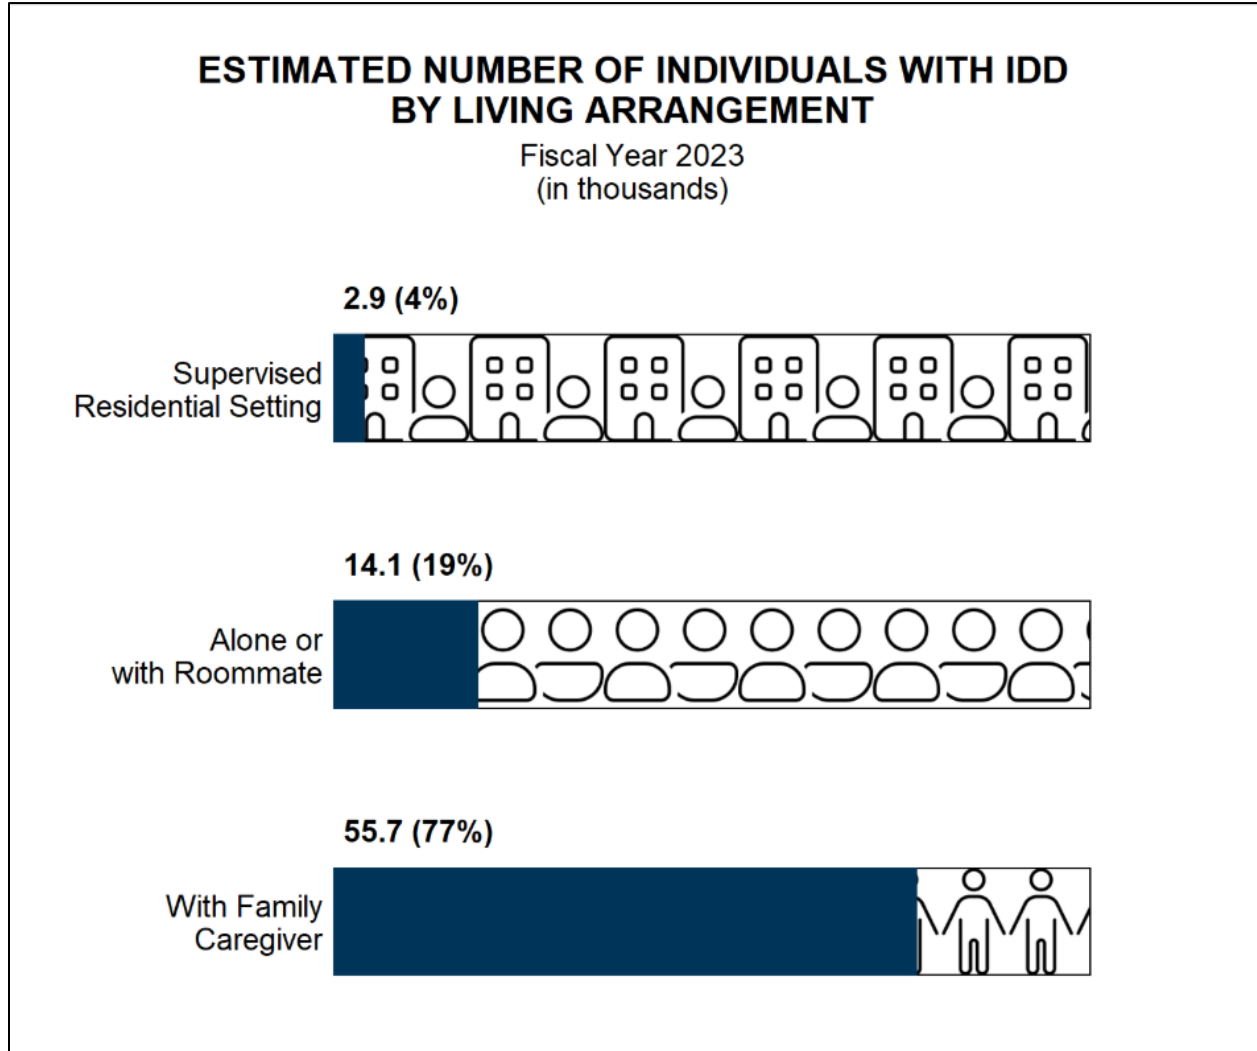 ESTIMATED NUMBER OF INDIVIDUALS WITH IDD
BY LIVING ARRANGEMENT
Fiscal Year 2023
(in thousands)
2.9 (4%)
Supervised
Residential Setting
14.1 (19%)
Alone or
with Roommate
55.7 (77%)
With Family
Caregiver